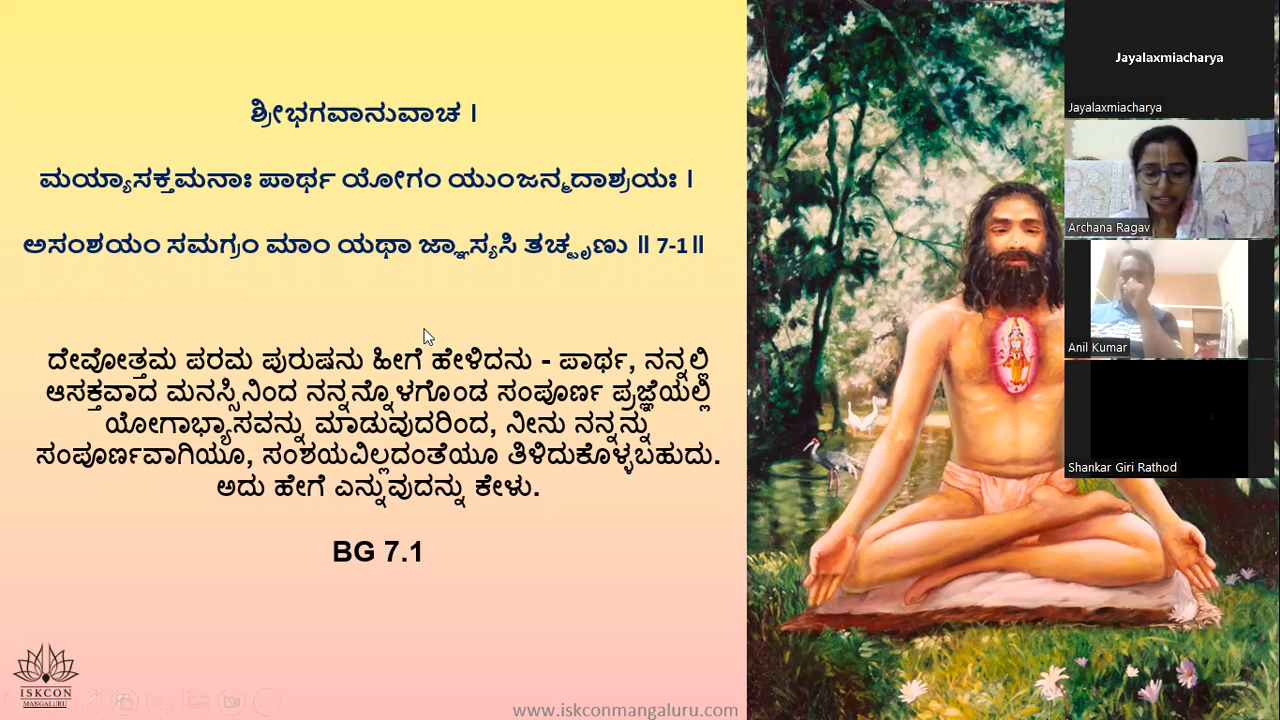 ಶ್ರೀಭಗವಾನುವಾಚ ।
ಮಯ್ಯಾಸಕ್ತಮನಾಃ ಪಾರ್ಥ ಯೋಗಂ ಯುಂಜನ್ಮದಾಶ್ರಯಃ ।
ಅಸಂಶಯಂ ಸಮಗ್ರಂ ಮಾಂ ಯಥಾ ಜ್ಞಾಸ್ಯಸಿ ತಚ್ಛೃಣು ॥ 7-1॥
ದೇವೋತ್ತಮ ಪರಮ ಪುರುಷನು ಹೀಗೆ ಹೇಳಿದನು - ಪಾರ್ಥ, ನನ್ನಲ್ಲಿ
ಆಸಕ್ತವಾದ ಮನಸ್ಸಿನಿಂದ ನನ್ನನ್ನೊಳಗೊಂಡ ಸಂಪೂರ್ಣ ಪ್ರಜ್ಞೆಯಲ್ಲಿ
ಯೋಗಾಭ್ಯಾಸವನ್ನು ಮಾಡುವುದರಿಂದ, ನೀನು ನನ್ನನ್ನು
ಸಂಪೂರ್ಣವಾಗಿಯೂ, ಸಂಶಯವಿಲ್ಲದಂತೆಯೂ ತಿಳಿದುಕೊಳ್ಳಬಹುದು.
ಅದು ಹೇಗೆ ಎನ್ನುವುದನ್ನು ಕೇಳು.
BG 7.1
ISKCON
MANGALURU
www.iskconmangaluru.com
Jayalaxmiacharya
Jayalaxmiacharya
Archana Ragav
Anil Kumar
Shankar Giri Rathod